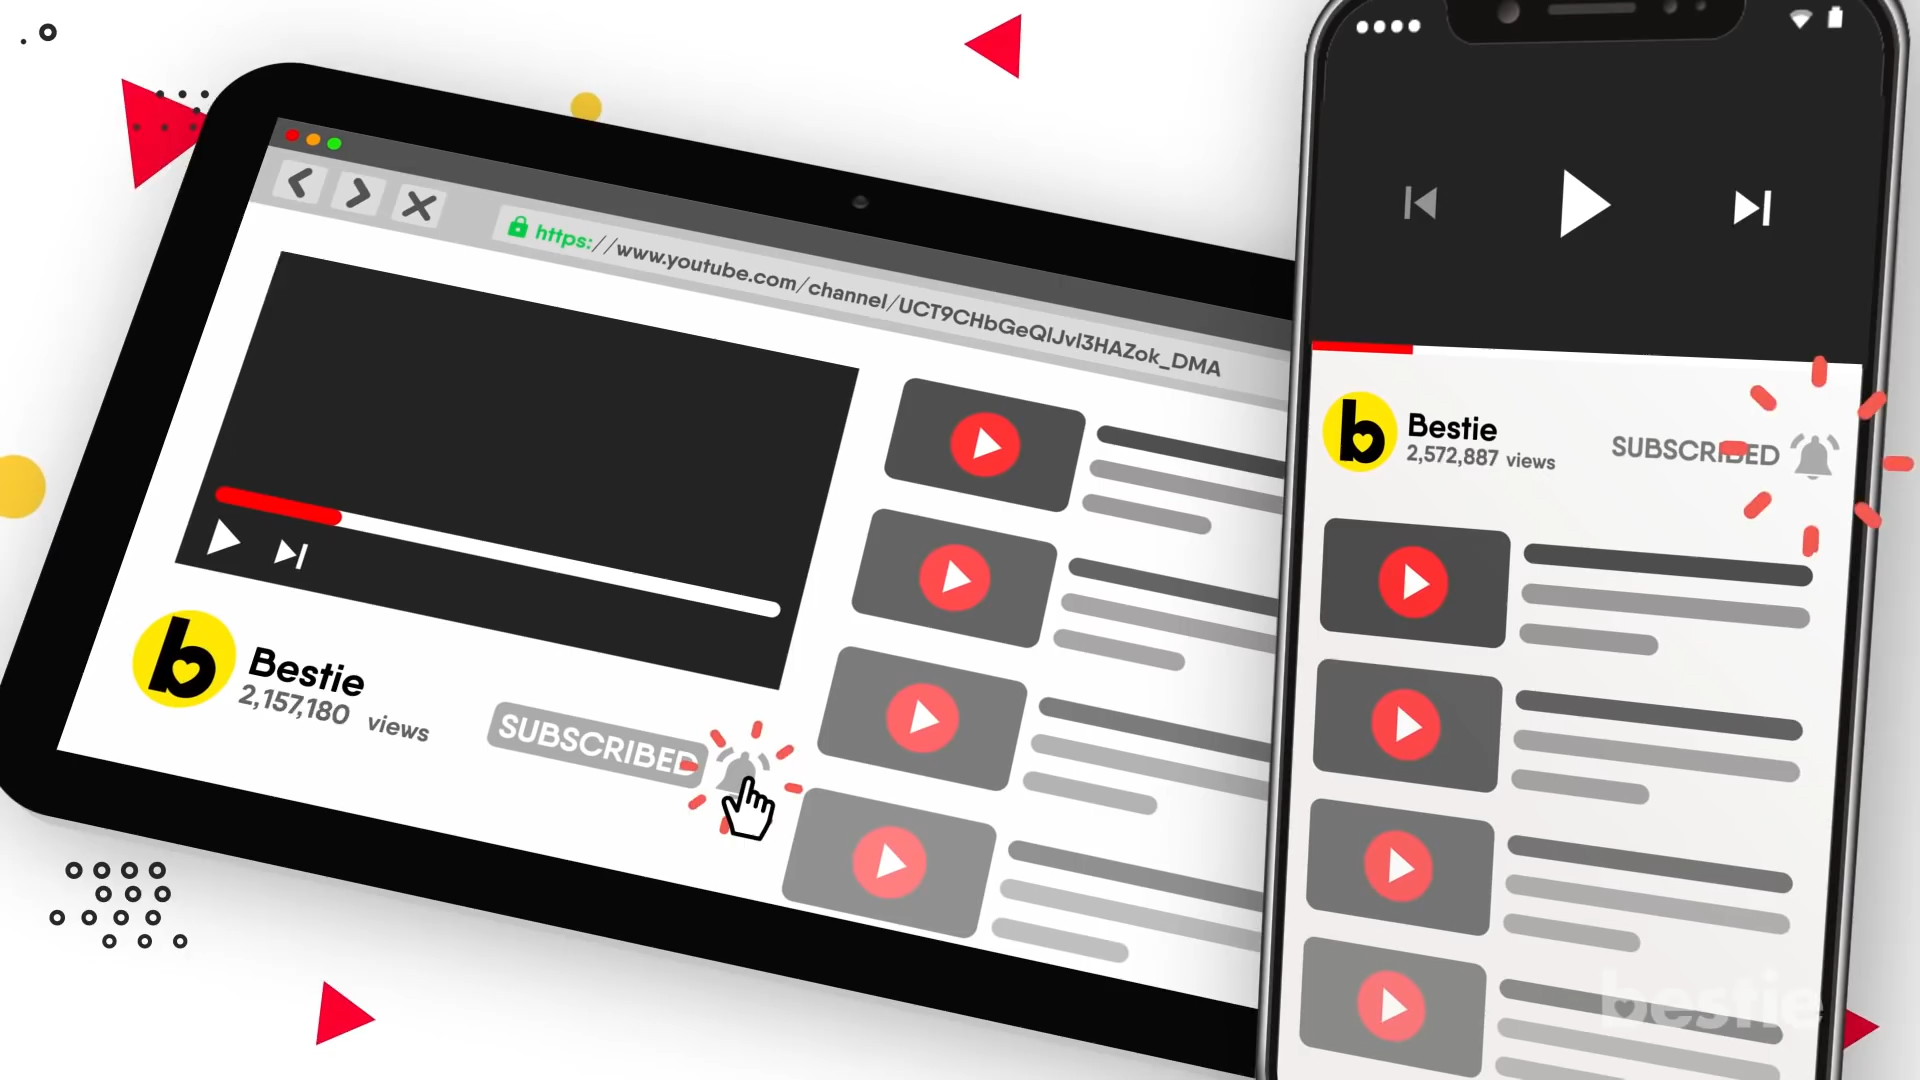 https://www.youtube.com/channel/UCT9CHbGeQIJvl3HAZok_DMA
Bestie
2,157,180 views
SUBSCRIBED
b
Bestie
2,572,887 views
SUBSCRIBED
b
bestie